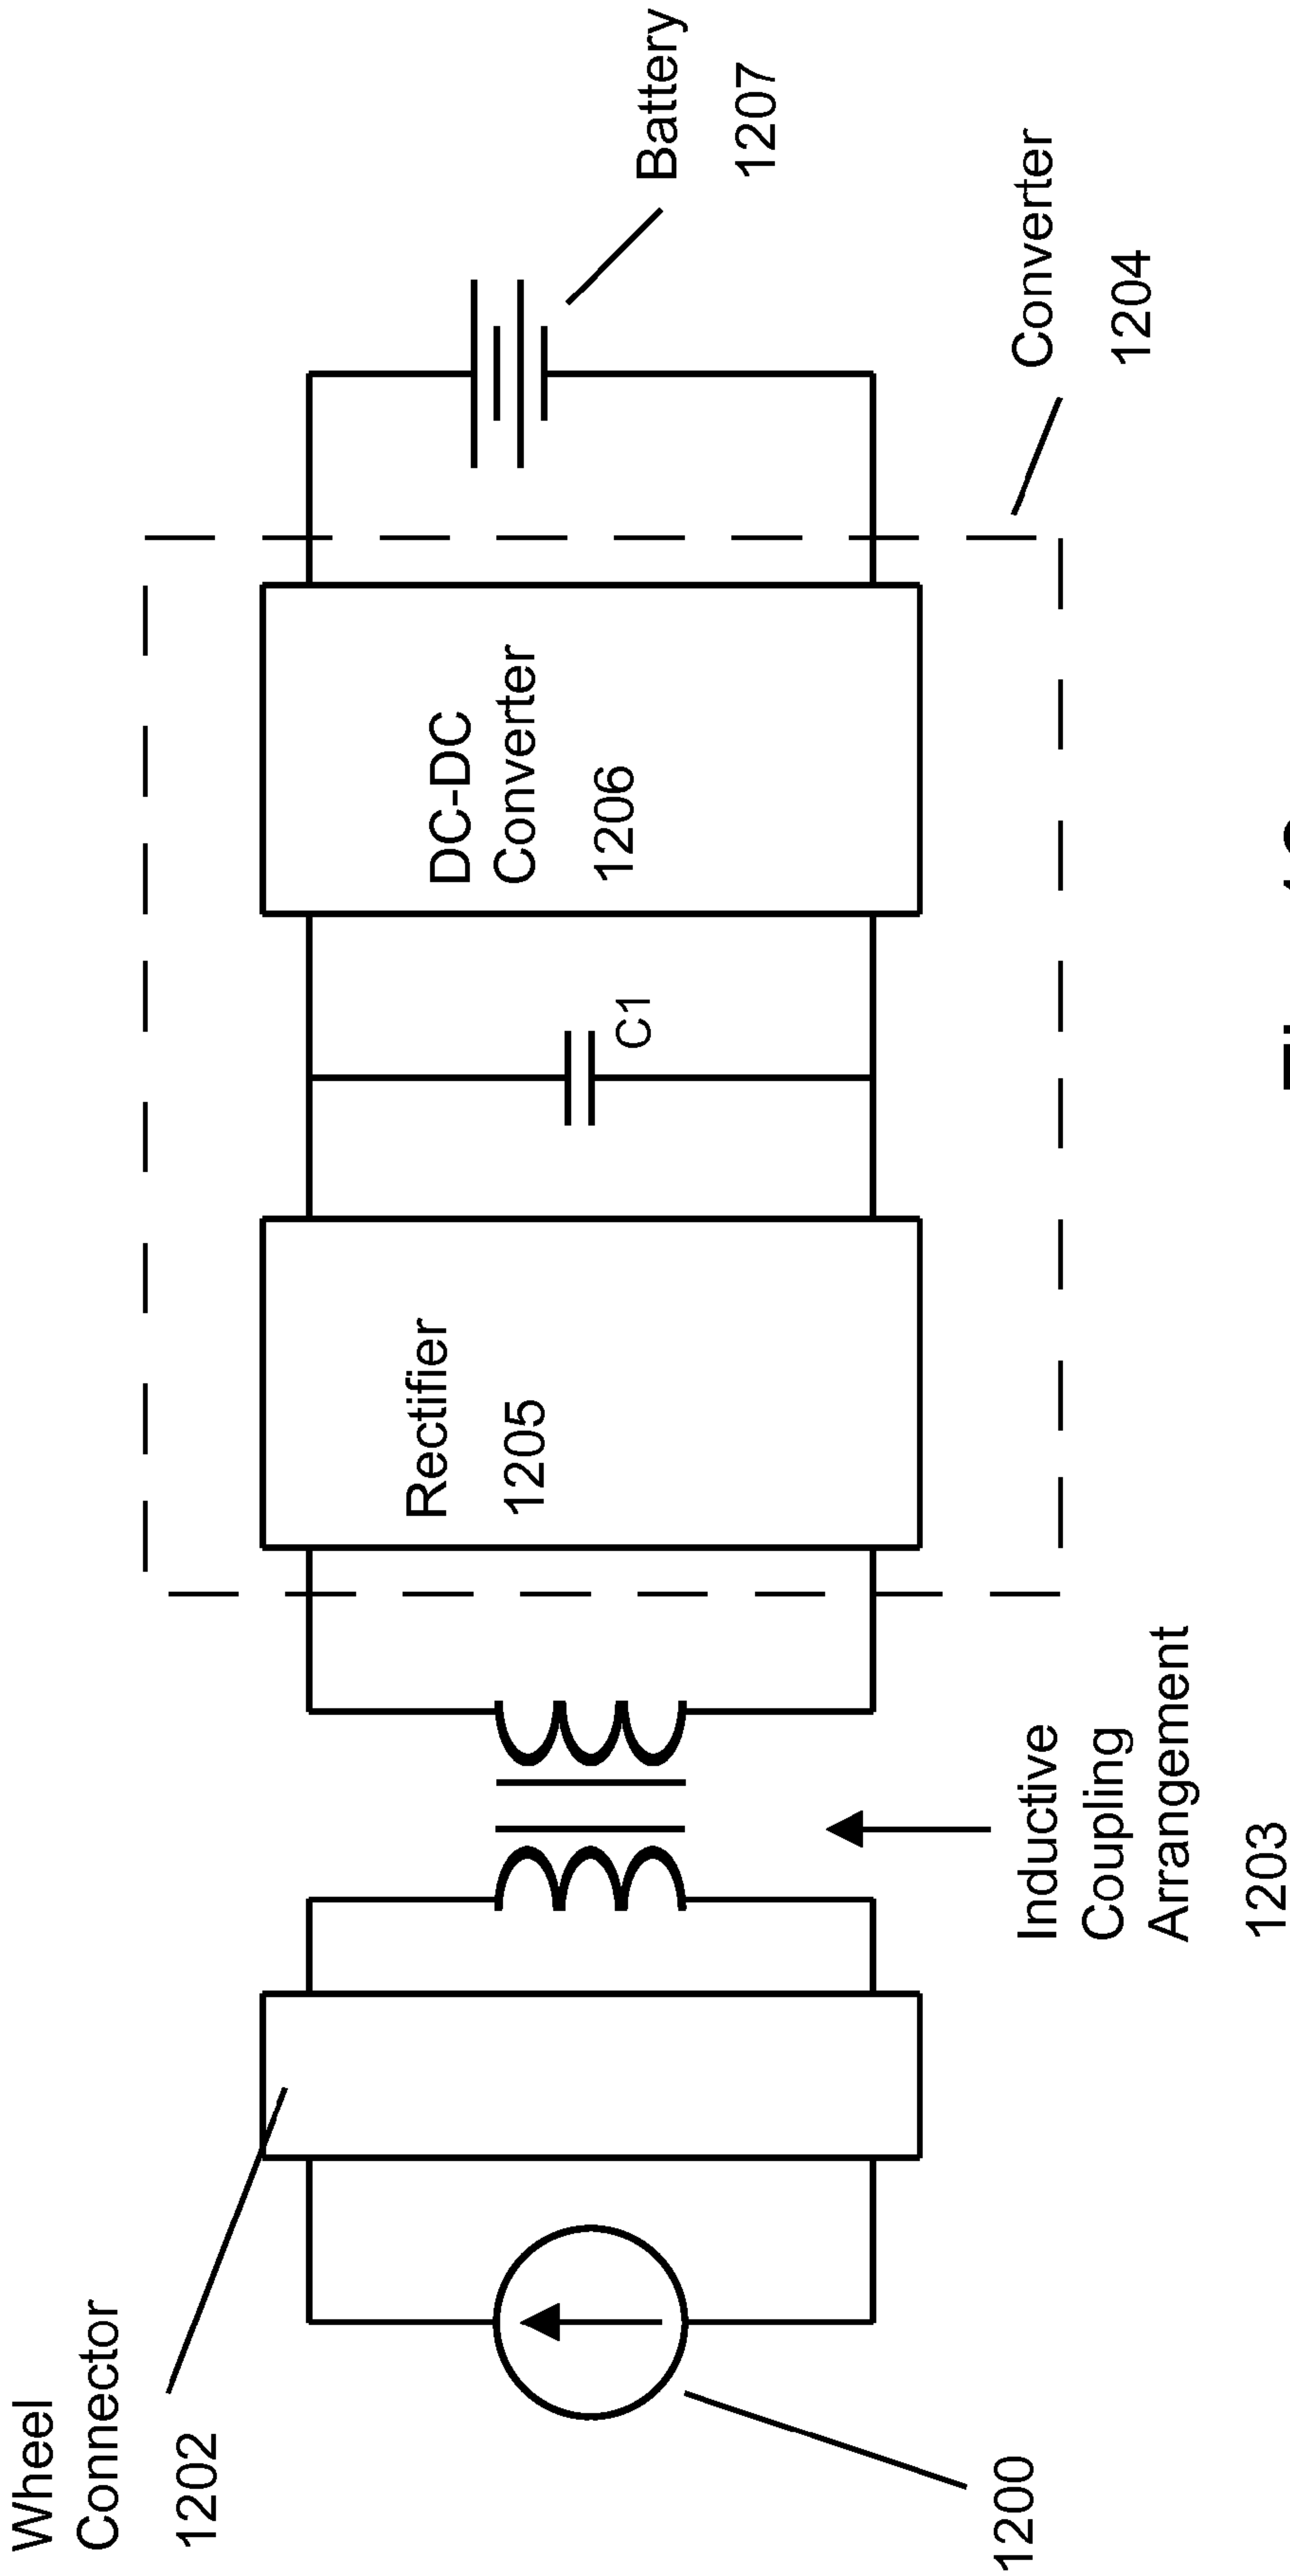 Wheel
Connector
1202
1200
Inductive
Coupling
Arrangement
1203
Rectifier
1205
C1
DC-DC
Converter
1206
Converter
1204
Battery
1207